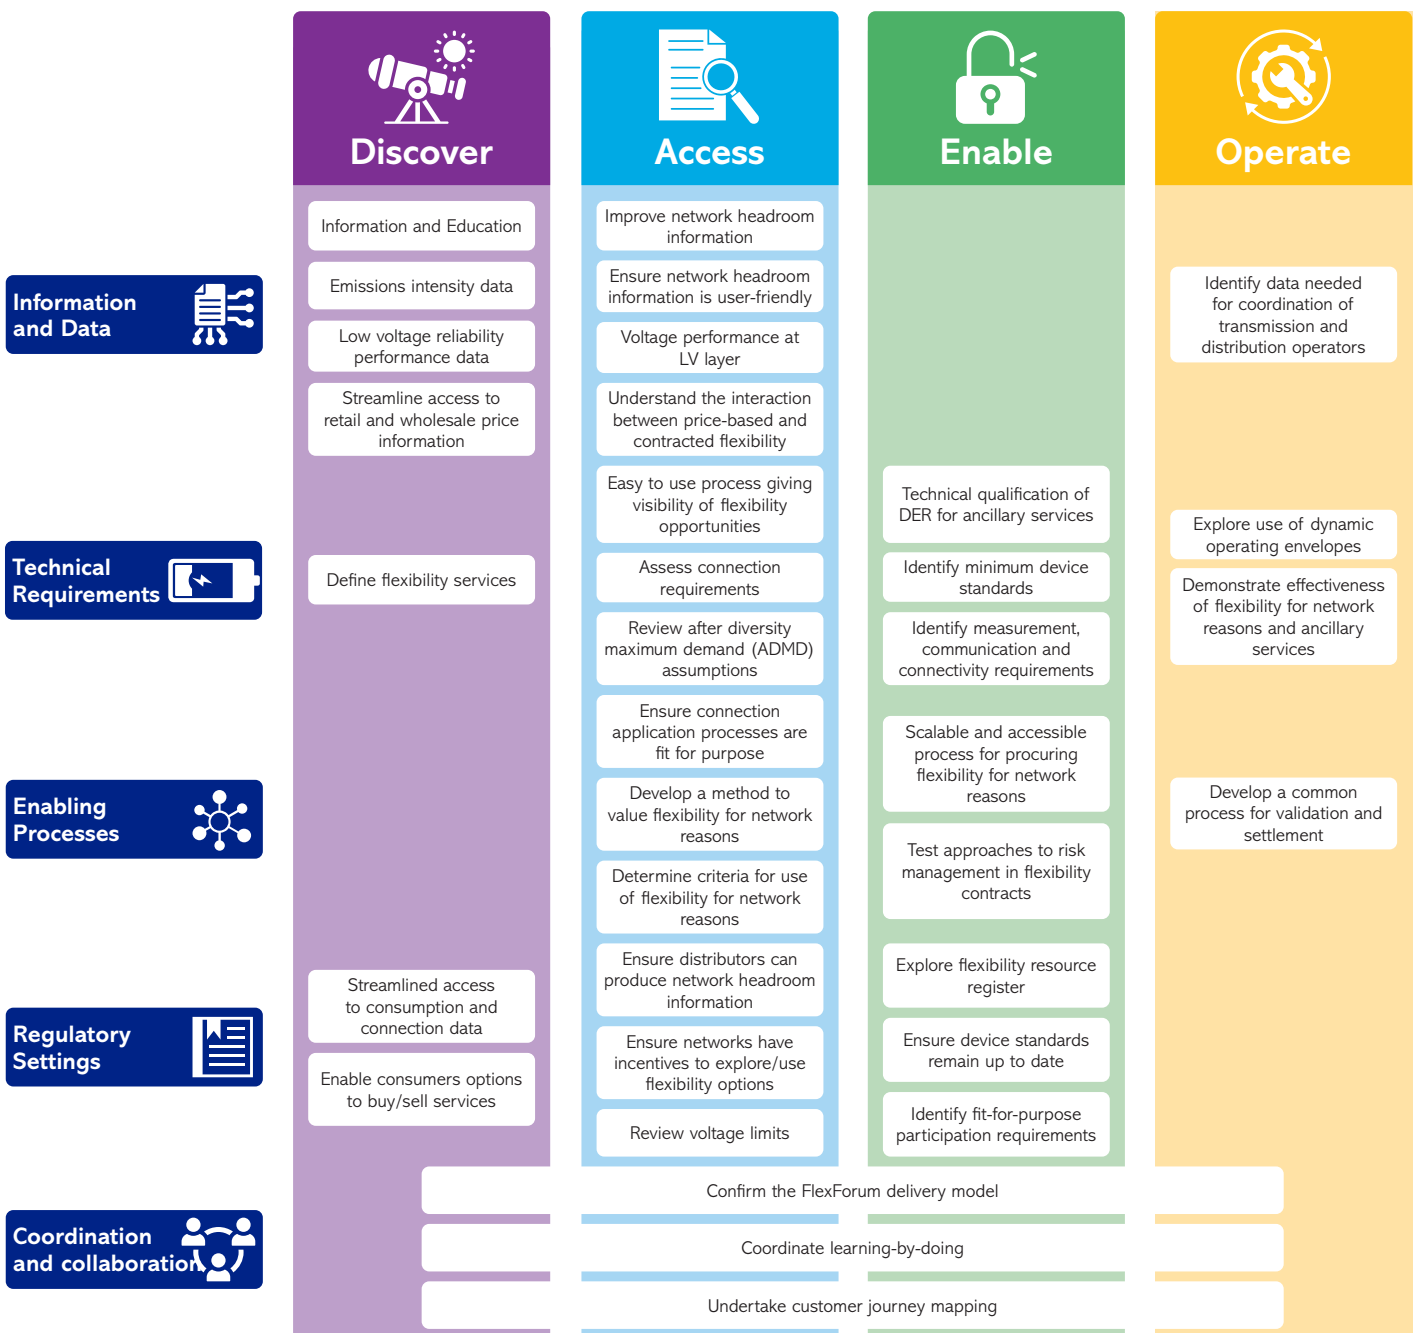 Discover
Access
Enable
Operate
Information
and Data
Information and Education
Emissions intensity data
Low voltage reliability
performance data
Streamline access to
retail and wholesale price
information
Improve network headroom
information
Ensure network headroom
information is user-friendly
Voltage performance at
LV layer
Understand the interaction
between price-based and
contracted flexibility
Identify data needed
for coordination of
transmission and
distribution operators
Technical
Requirements
Define flexibility services
Easy to use process giving
visibility of flexibility
opportunities
Assess connection
requirements
Review after diversity
maximum demand (ADMD)
assumptions
Technical qualification of
DER for ancillary services
Identify minimum device
standards
Identify measurement,
communication and
connectivity requirements
Explore use of dynamic
operating envelopes
Demonstrate effectiveness
of flexibility for network
reasons and ancillary
services
Enabling
Processes
Ensure connection
application processes are
fit for purpose
Develop a method to
value flexibility for network
reasons
Determine criteria for use
of flexibility for network
reasons
Scalable and accessible
process for procuring
flexibility for network
reasons
Test approaches to risk
management in flexibility
contracts
Develop a common
process for validation and
settlement
Regulatory
Settings
Streamlined access
to consumption and
connection data
Enable consumers options
to buy/sell services
Ensure distributors can
produce network headroom
information
Ensure networks have
incentives to explore/use
flexibility options
Review voltage limits
Explore flexibility resource
register
Ensure device standards
remain up to date
Identify fit-for-purpose
participation requirements
Coordination
and collaboration
Confirm the FlexForum delivery model
Coordinate learning-by-doing
Undertake customer journey mapping